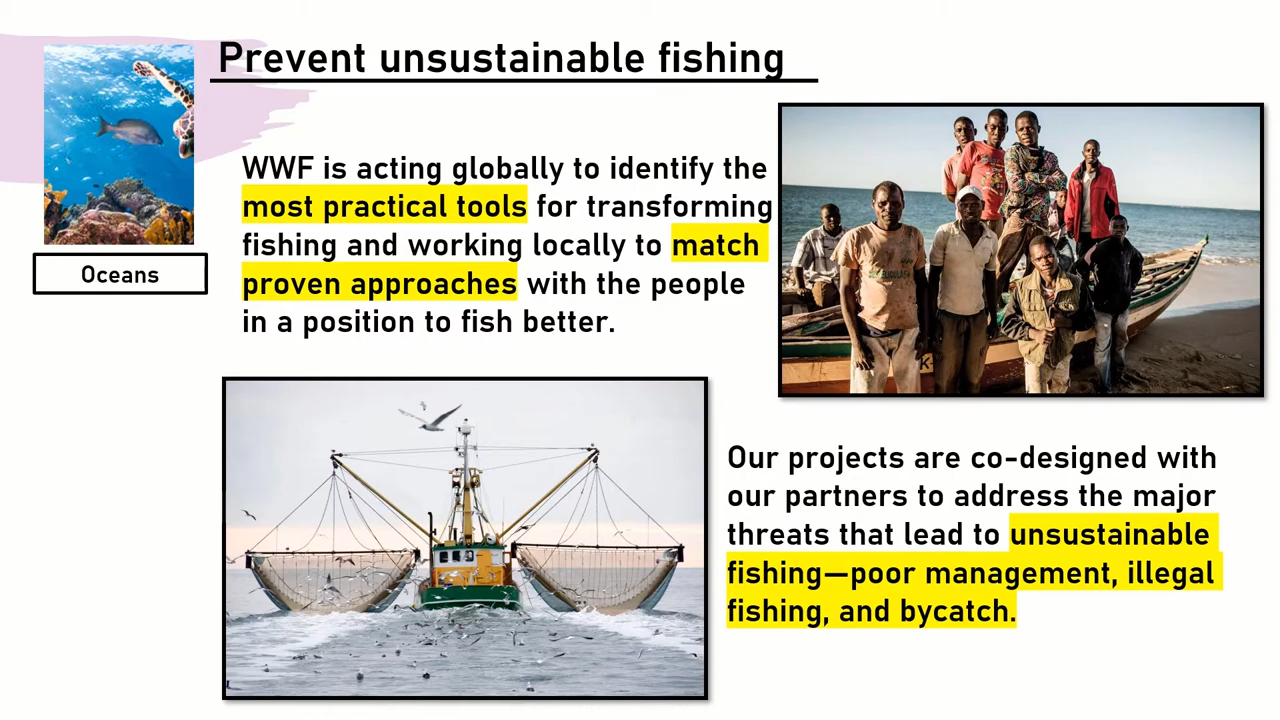 Prevent unsustainable fishing
Oceans
WWF is acting globally to identify the
most practical tools for transforming
fishing and working locally to match
proven approaches with the people
in a position to fish better.
Our projects are co-designed with
our partners to address the major
threats that lead to unsustainable
fishing—poor management, illegal
fishing, and bycatch.